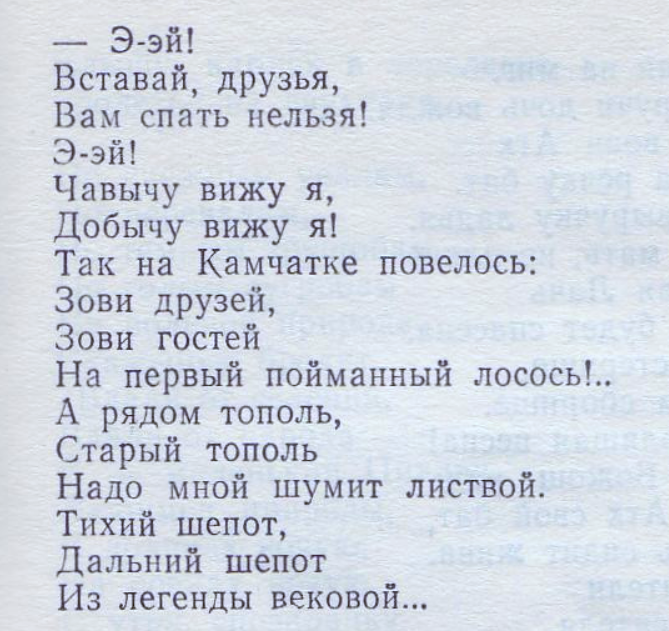 — Э-эй!
Вставай, друзья,
Вам спать нельзя!
Э-эй!
Чавычу вижу я,
Добычу вижу я!
Так на Камчатке повелось:
Зови друзей,
Зови гостей
На первый пойманный лосось!..
А рядом тополь,
Старый тополь
Надо мной шумит листвой.
Тихий шепот,
Дальний шепот
Из легенды вековой...